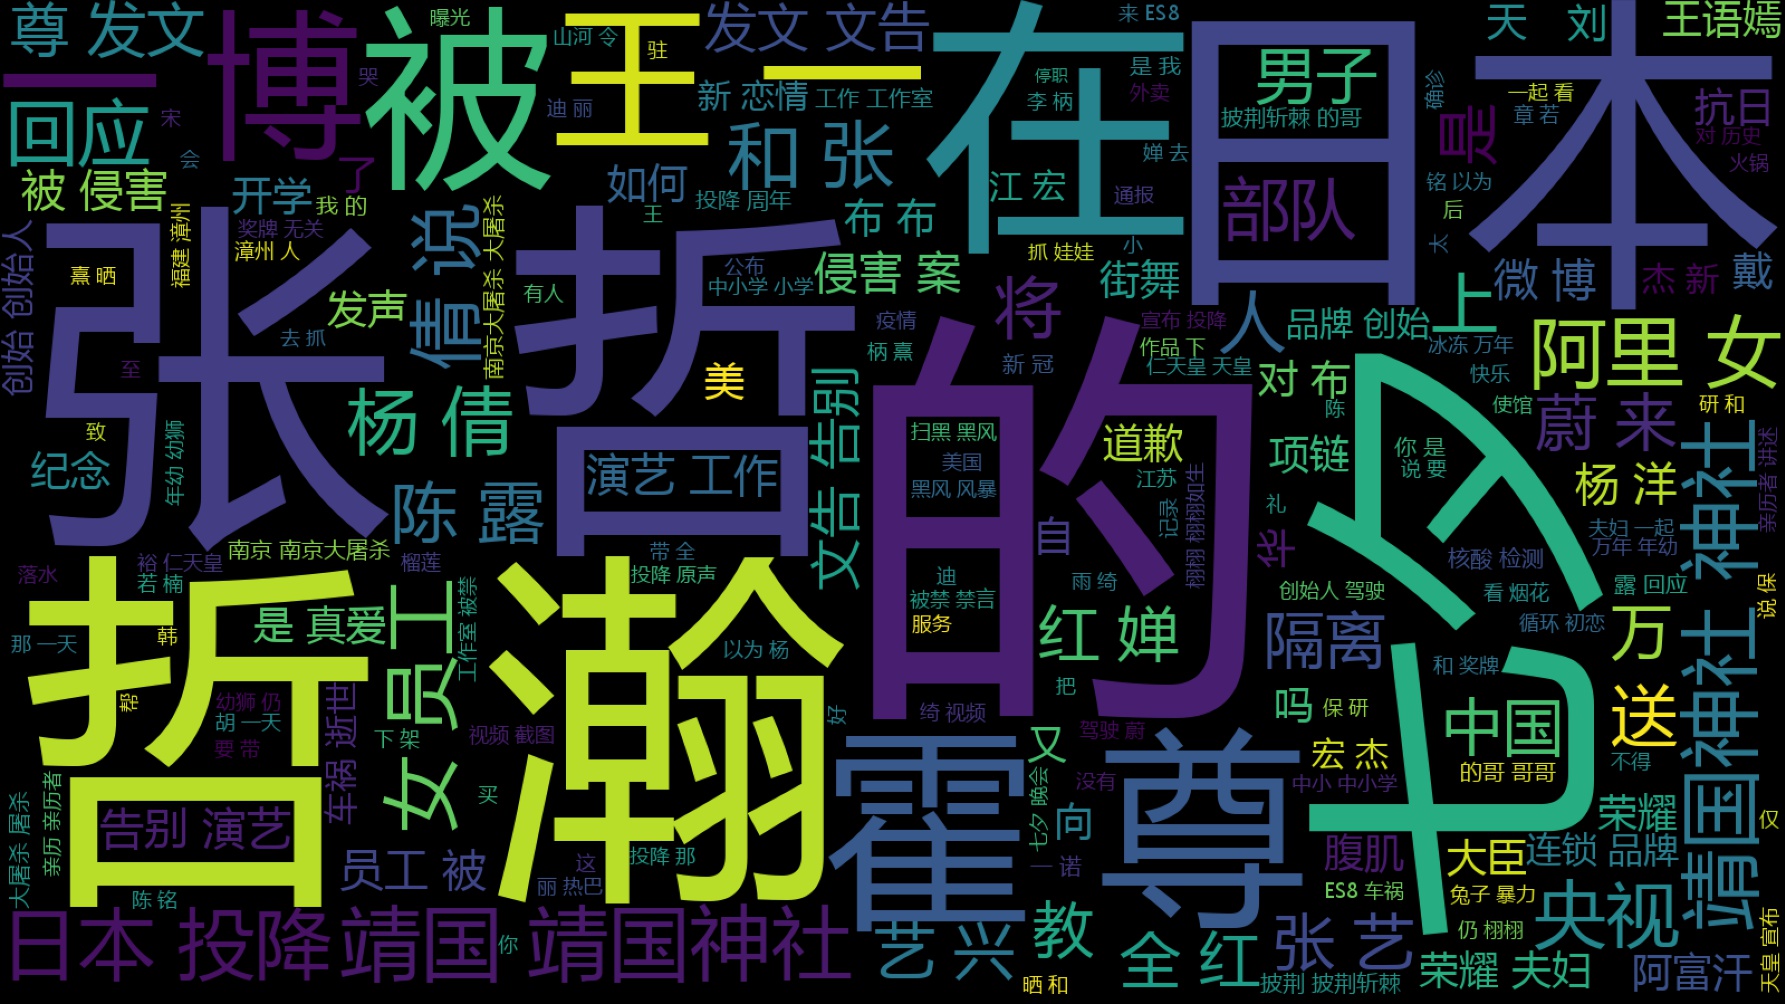 尊 发文
一
博
曝光
被
哭
山河 令
王
驻
迪 丽
发文 文告
一
新 恋情
工作 工作室
在
来 ES8
是 我
停职
李 柄
外卖
日
男子
披荆斩棘 的哥
部队
确诊
天 刘
王语嫣
本
一起 看
章 若
抗日
对 历史
火锅
是
回应
宋
会
了
被 侵害
开学
我 的
如何
和 张
投降 周年
王
婵 去
江 宏
通报
铭 以为
后
太
创始 创始人
奖牌 无关
漳州 人
福建 漳州
熹 晒
张
倩 说
南京大屠杀 大屠杀
哲
有人
公布
中小学 小学
布 布
侵害 案
抓 娃娃
小
街舞
将
人
品牌 创始
上
微 博
杰 新
戴
发声
去 抓
至
美
疫情
柄 熹
新 冠
宣布 投降
作品 下
仁天皇 天皇
冰冻 万年
快乐
阿里 女
杨 倩
文告 告别
的
对 布
夕
使馆
蔚 来
研 和
致
纪念
年幼 幼狮
陈 露
演艺 工作
扫黑 黑风
美国
黑风 风暴
道歉
江苏
记录
栩栩 栩栩如生
陈
项链
礼
你 是
说 要
杨 洋
靖国神社 神社
亲历者 讲述
夫妇 一起
万年 年幼
自
华
核酸 检测
南京 南京大屠杀
裕 仁天皇
若 楠
榴莲
带 全
投降 原声
迪
被禁 禁言
服务
雨 绮
创始人 驾驶
看 烟花
露 回应
说 保
循环 初恋
落水
哲
韩
那 一天
是 真爱
女 员工
工作室 被禁
瀚
以为 杨
红 婵
隔离
万
七
和 奖牌
帮
幼狮 仍
胡 一天
要 带
车祸 逝世
下 架
视频 截图
好
把
绮 视频
吗
保 研
中国
送
霍
又
驾驶 蔚
尊
宏 杰
的哥 哥哥
不得
大屠杀 屠杀
亲历 亲历者
告别 演艺
买
没有
中小 中小学
七夕 晚会
向
荣耀
仅
员工 被
这
丽 热巴
投降 那
一 诺
腹肌
大臣
连锁 品牌
陈 铭
ES8 车祸
兔子 暴力
日本 投降
靖国 靖国神社
你
艺 兴
教
全 红
张 艺
仍 栩栩
央视
天皇 宣布
晒 和
披荆 披荆斩棘
荣耀 夫妇
阿富汗